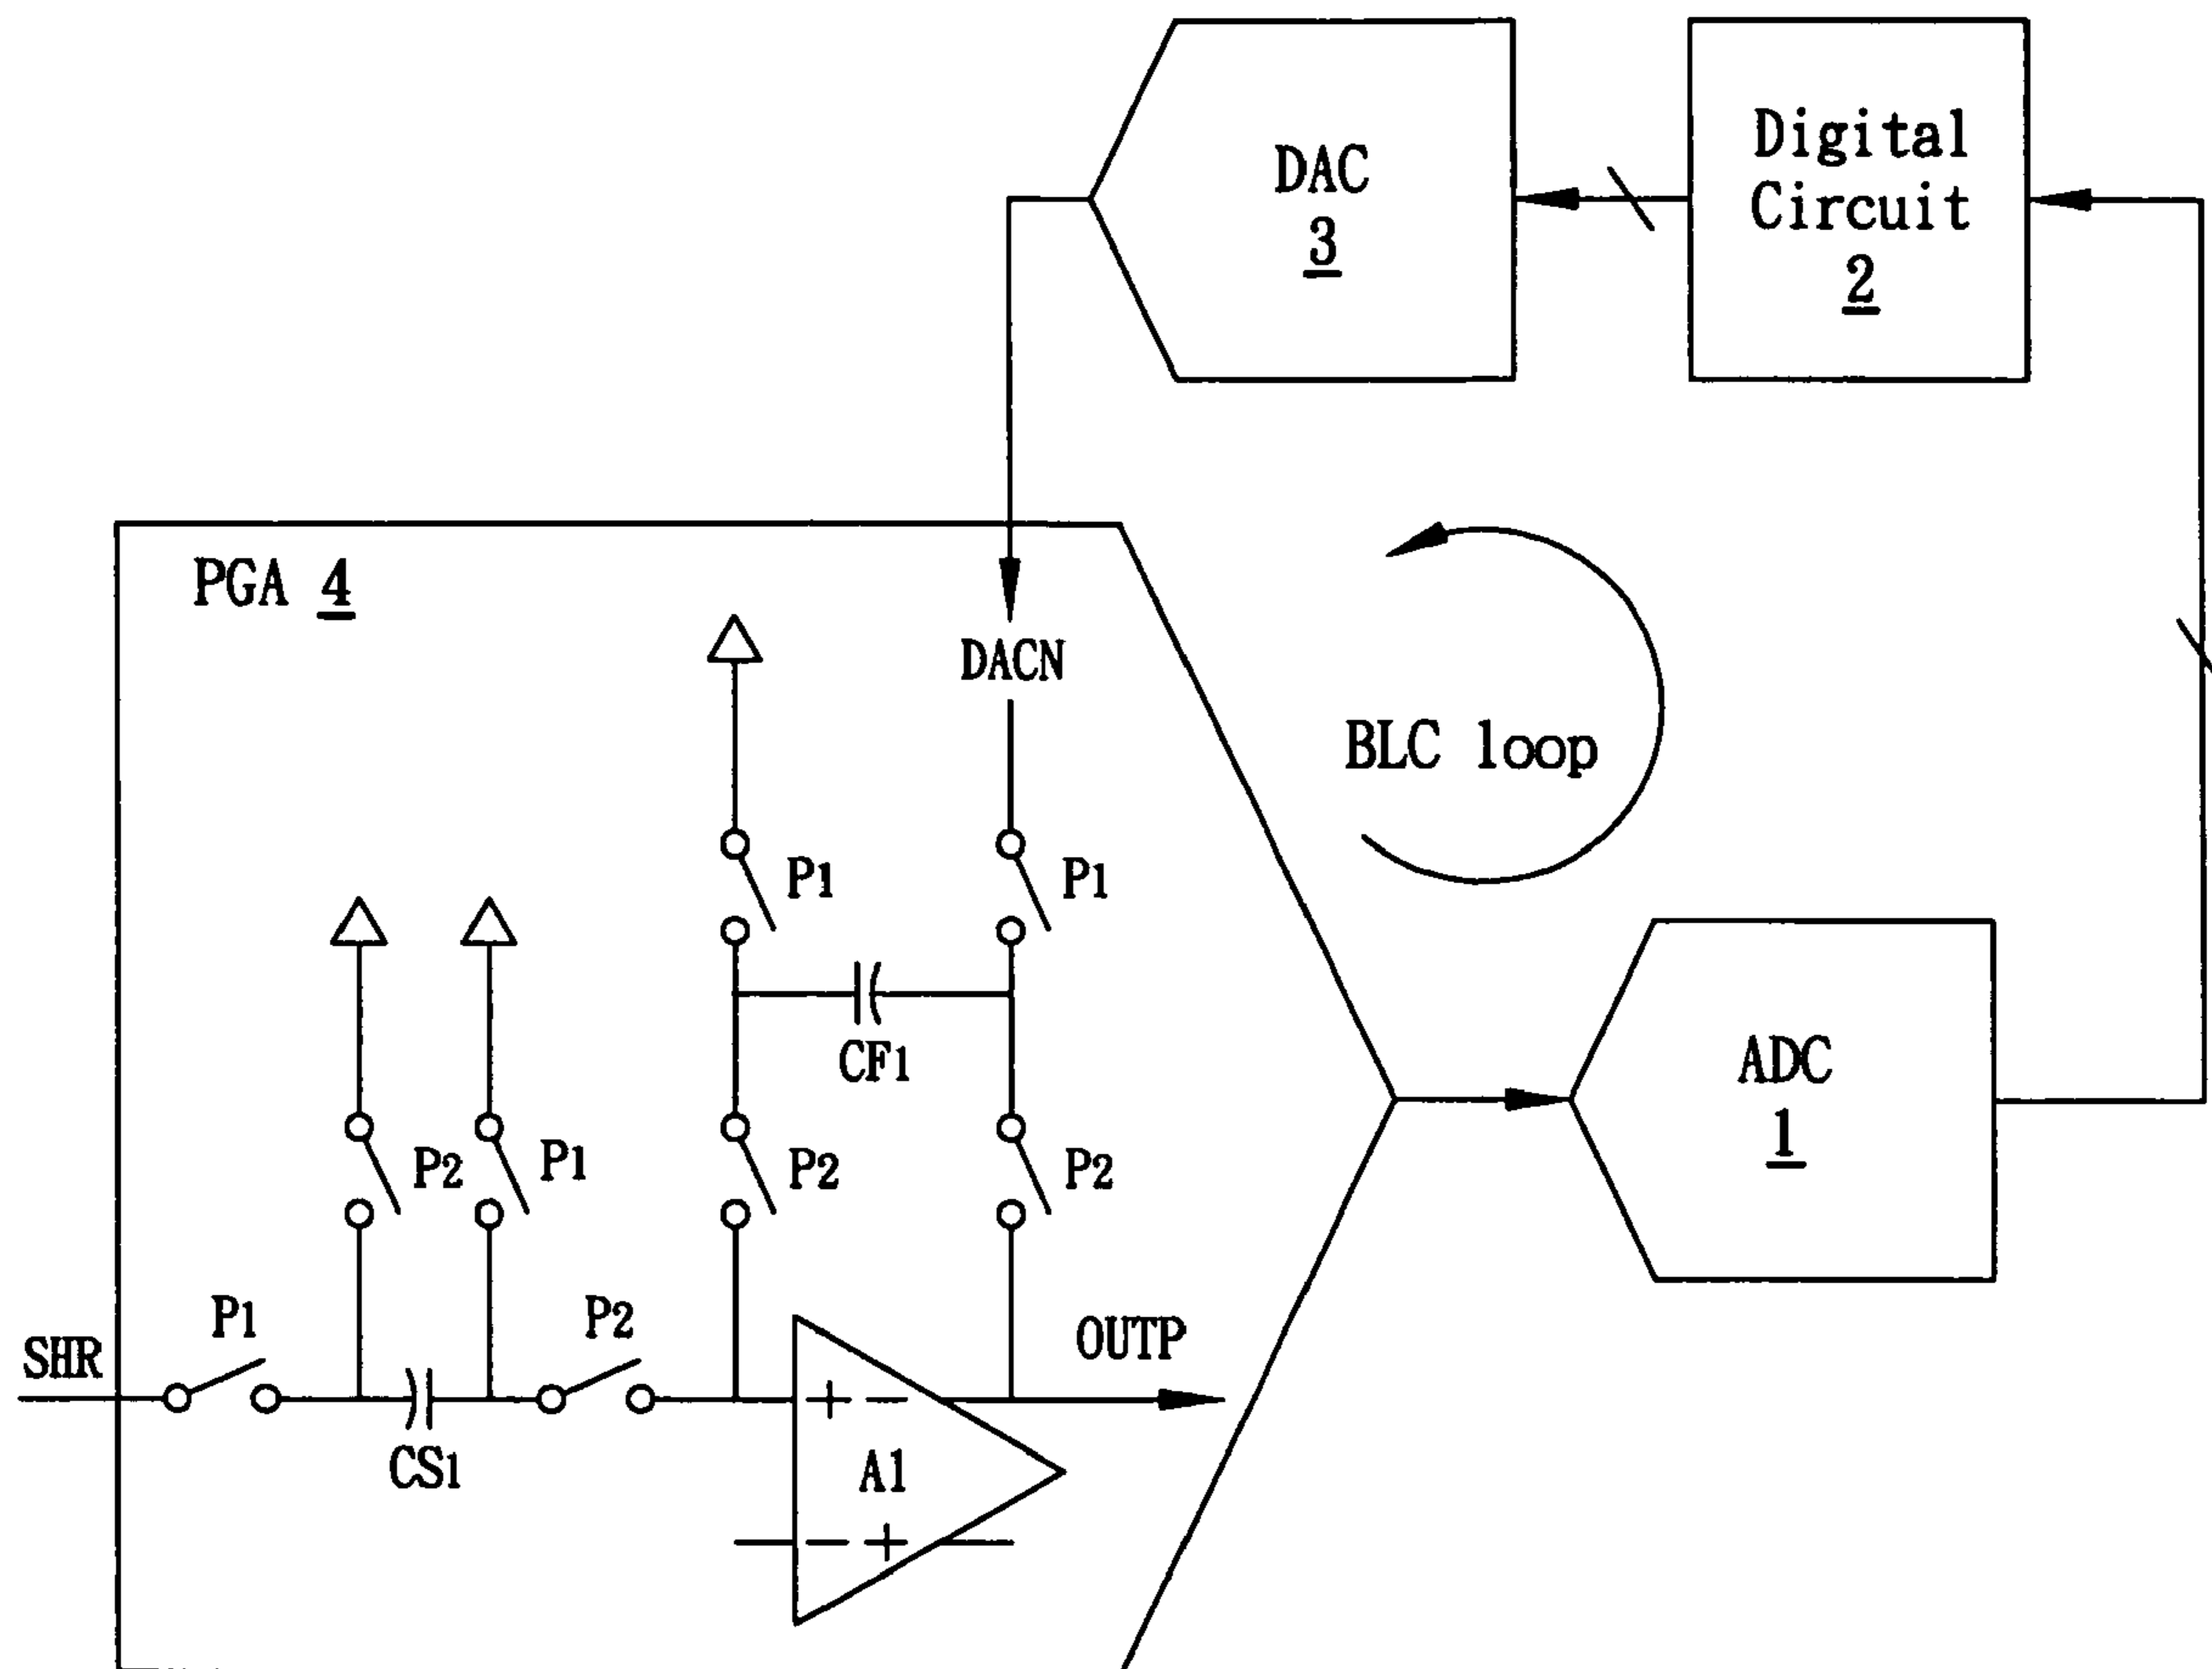 DAC
3
Digital
Circuit
2
PGA 4
DACN
BLC loop
P1
P1
CF1
ADC
1
P2
P1
P2
P2
P1
P2
SHR
OUTP
CS1
+ −
A1
− +